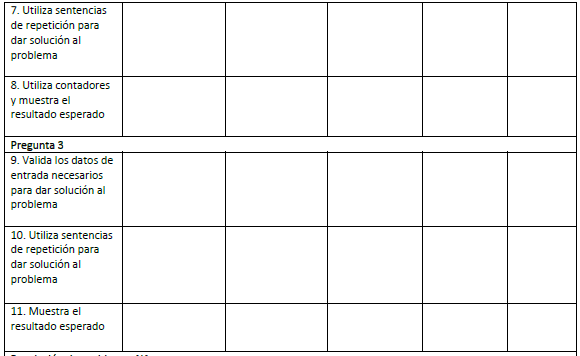 7. Utiliza sentencias
de repetición para
dar solución al
problema
8. Utiliza contadores
y muestra el
resultado esperado
Pregunta 3
9. Valida los datos de
entrada necesarios
para dar solución al
problema
10. Utiliza sentencias
de repetición para
dar solución al
problema
11. Muestra el
resultado esperado